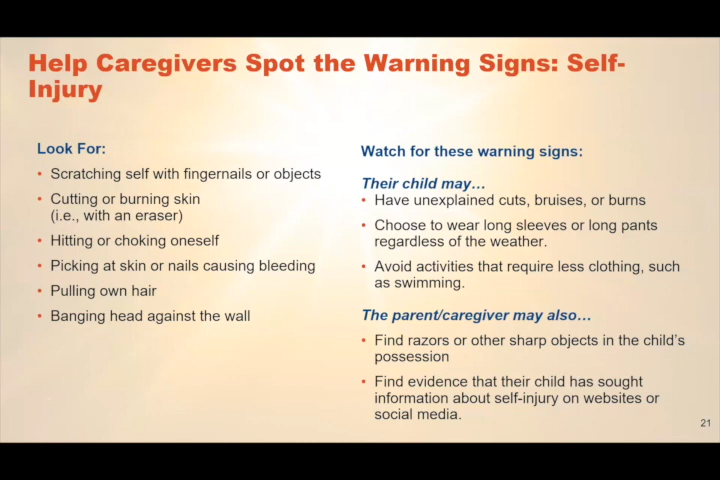 Help Caregivers Spot the Warning Signs: Self-
Injury
Look For:
• Scratching self with fingernails or objects
• Cutting or burning skin
(i.e., with an eraser)
• Hitting or choking oneself
• Picking at skin or nails causing bleeding
• Pulling own hair
• Banging head against the wall
Watch for these warning signs:
Their child may…
• Have unexplained cuts, bruises, or burns
• Choose to wear long sleeves or long pants
regardless of the weather.
• Avoid activities that require less clothing, such
as swimming.
The parent/caregiver may also…
• Find razors or other sharp objects in the child's
possession
• Find evidence that their child has sought
information about self-injury on websites or
social media.
21